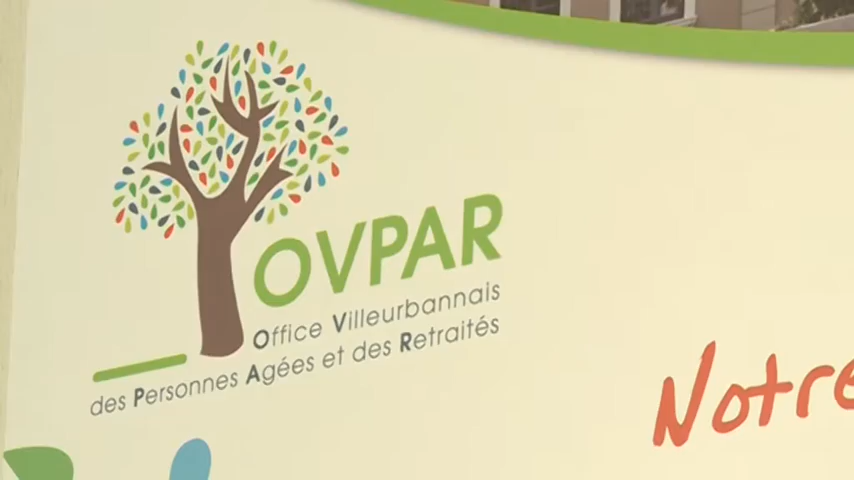 OVPAR
Office Villeurbannais
des Personnes Agées et des Retraités
Notre